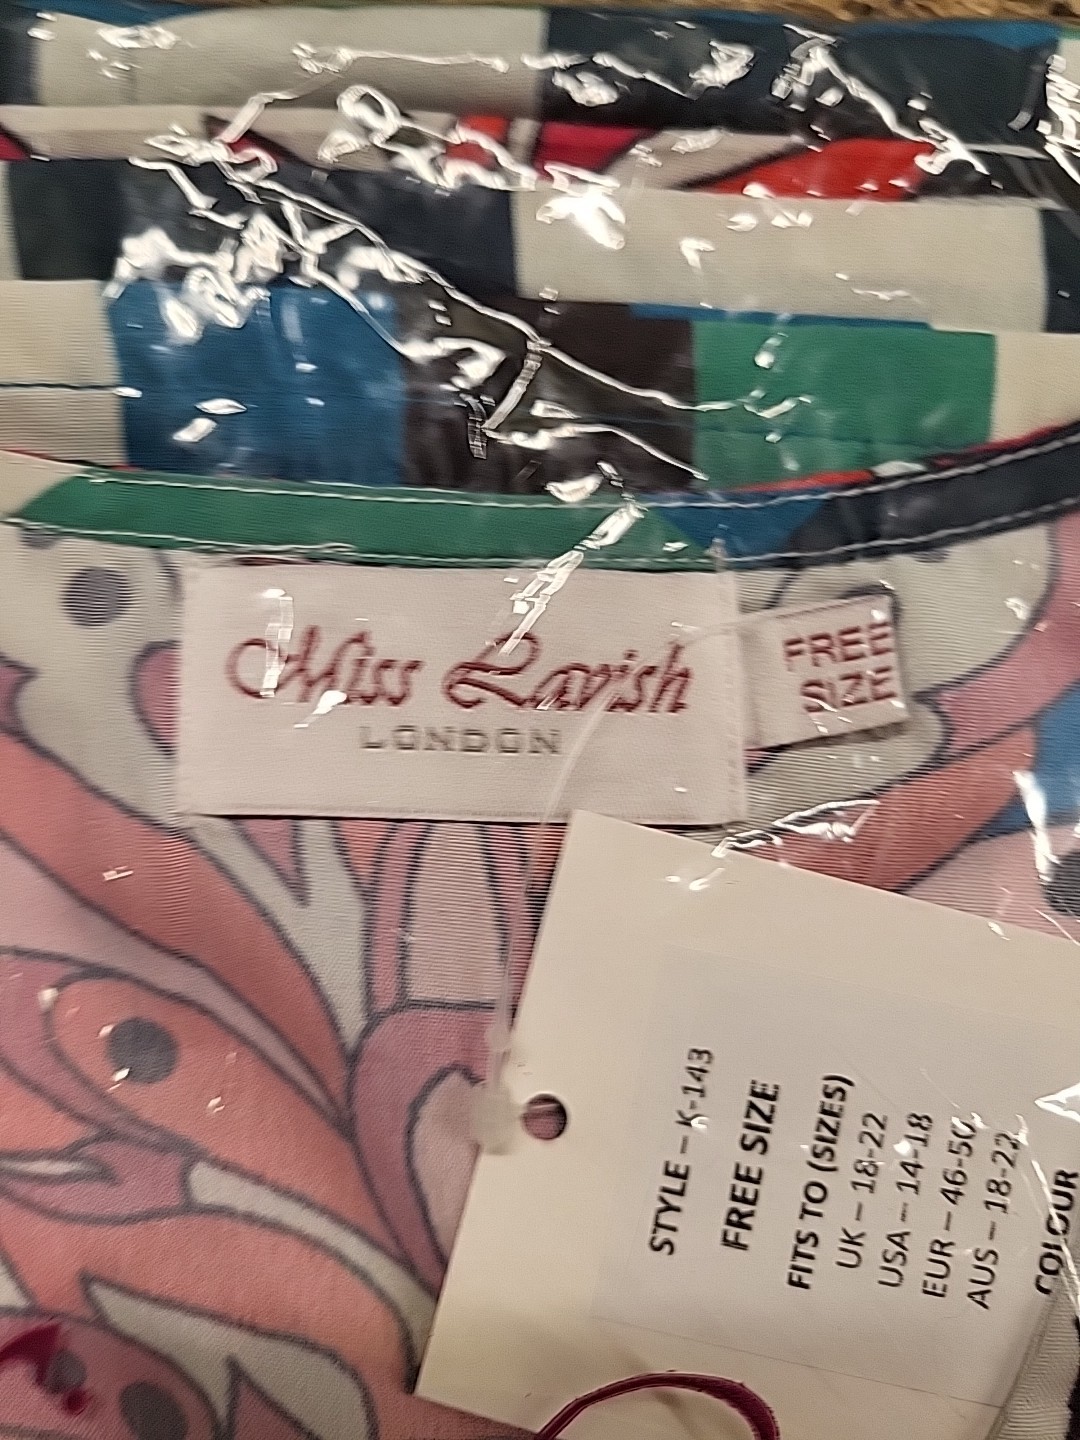 Miss Lavish
LONDON
FREE
SIZE
STYLE – K-143
FREE SIZE
FITS TO (SIZES)
UK – 18-22
USA – 14-18
EUR – 46-50
AUS – 18-22
COLOUR